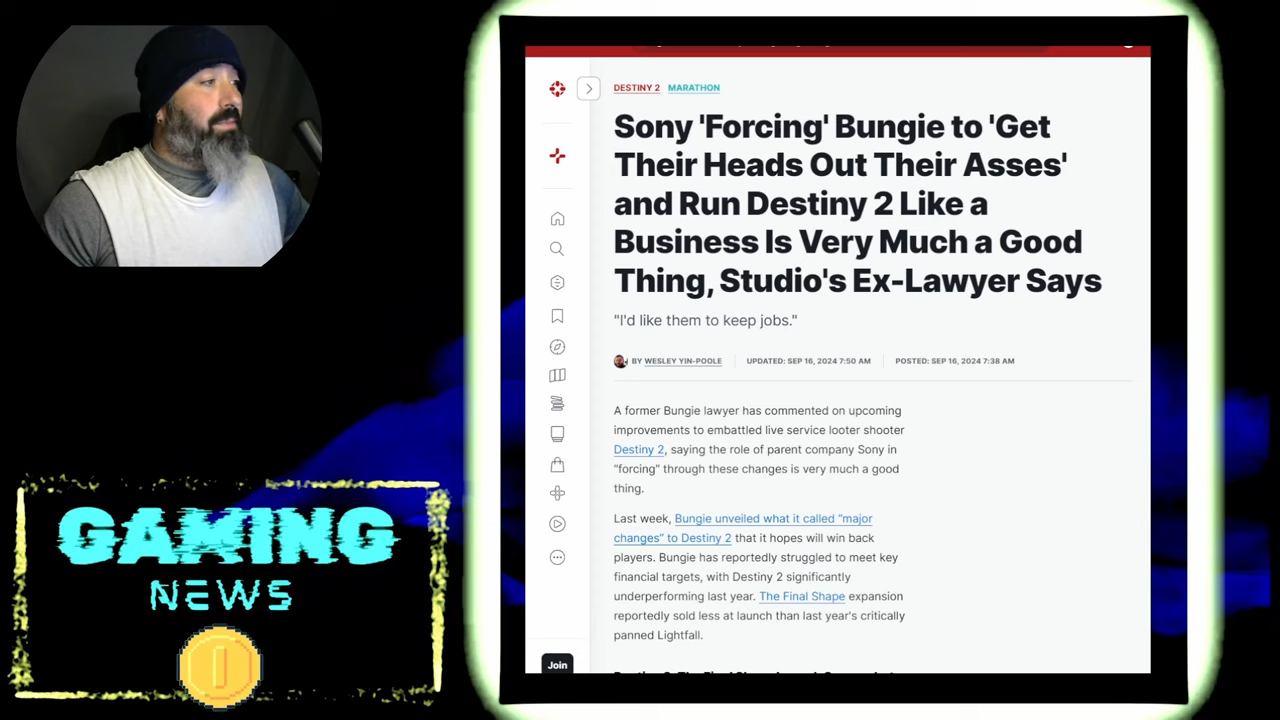 DESTINY 2 MARATHON
Sony 'Forcing' Bungie to 'Get
Their Heads Out Their Asses'
and Run Destiny 2 Like a
Business Is Very Much a Good
Thing, Studio's Ex-Lawyer Says
"I'd like them to keep jobs."
BY WESLEY YIN-POOLE UPDATED: SEP 16, 2024 7:50 AM POSTED: SEP 16, 2024 7:38 AM
A former Bungie lawyer has commented on upcoming
improvements to embattled live service looter shooter
Destiny 2, saying the role of parent company Sony in
"forcing" through these changes is very much a good
thing.
Last week, Bungie unveiled what it called "major
changes" to Destiny 2 that it hopes will win back
players. Bungie has reportedly struggled to meet key
financial targets, with Destiny 2 significantly
underperforming last year. The Final Shape expansion
reportedly sold less at launch than last year's critically
panned Lightfall.
Join
GAMING
NEWS